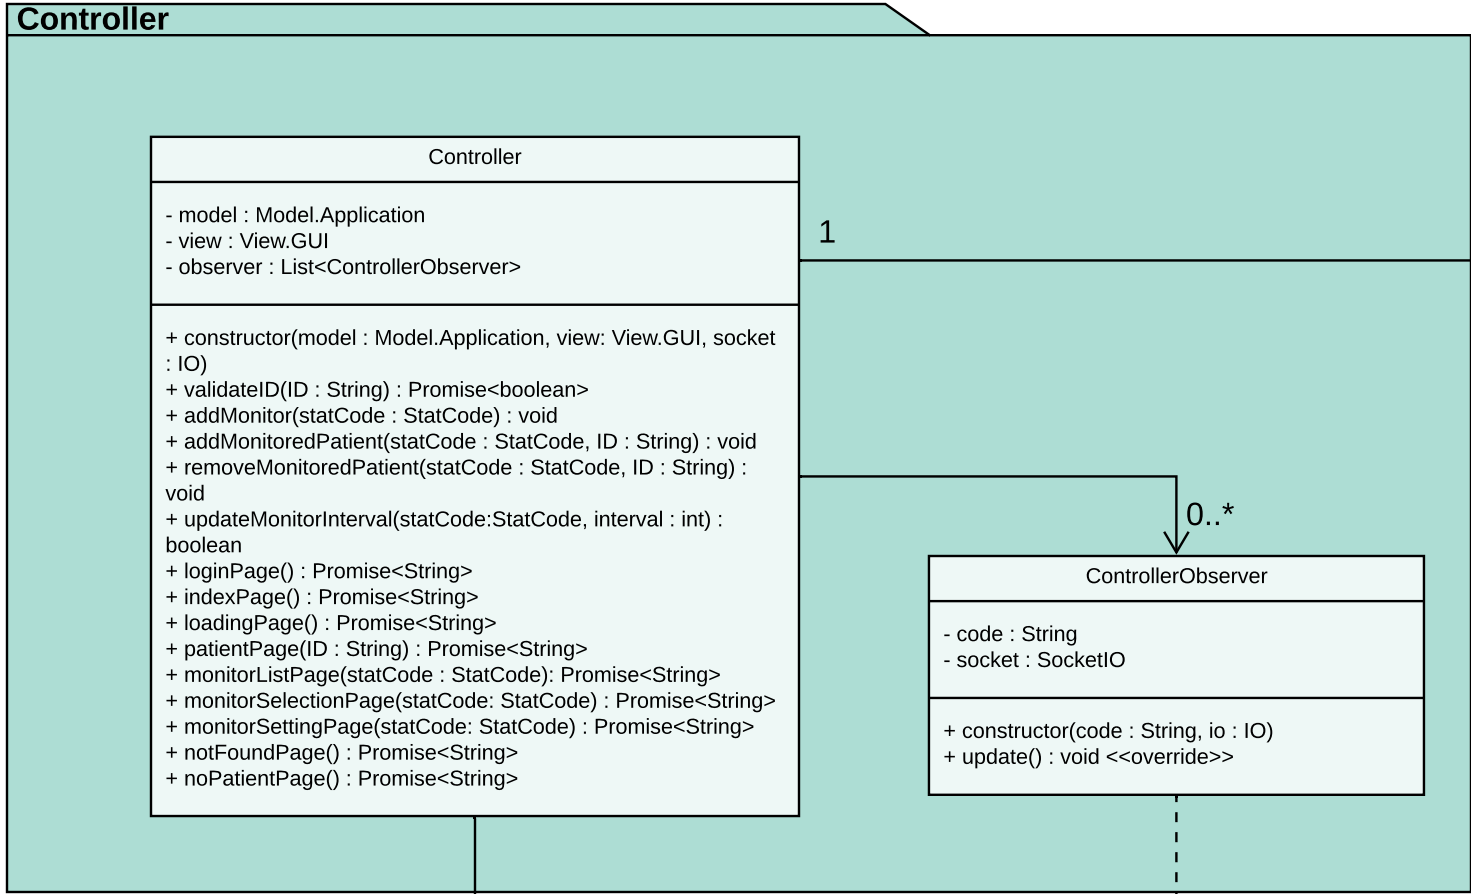 Controller
Controller
- model : Model.Application
- view : View.GUI
- observer : List<ControllerObserver>
1
+ constructor(model : Model.Application, view: View.GUI, socket
: IO)
+ validateID(ID : String) : Promise<boolean>
+ addMonitor(statCode : StatCode) : void
+ addMonitoredPatient(statCode : StatCode, ID : String) : void
+ removeMonitoredPatient(statCode : StatCode, ID : String) :
void
+ updateMonitorInterval(statCode:StatCode, interval : int) :
boolean
+ loginPage() : Promise<String>
+ indexPage() : Promise<String>
+ loadingPage() : Promise<String>
+ patientPage(ID : String) : Promise<String>
+ monitorListPage(statCode : StatCode): Promise<String>
+ monitorSelectionPage(statCode: StatCode) : Promise<String>
+ monitorSettingPage(statCode: StatCode) : Promise<String>
+ notFoundPage() : Promise<String>
+ noPatientPage() : Promise<String>
0..*
ControllerObserver
- code : String
- socket : SocketIO
+ constructor(code : String, io : IO)
+ update() : void <<override>>